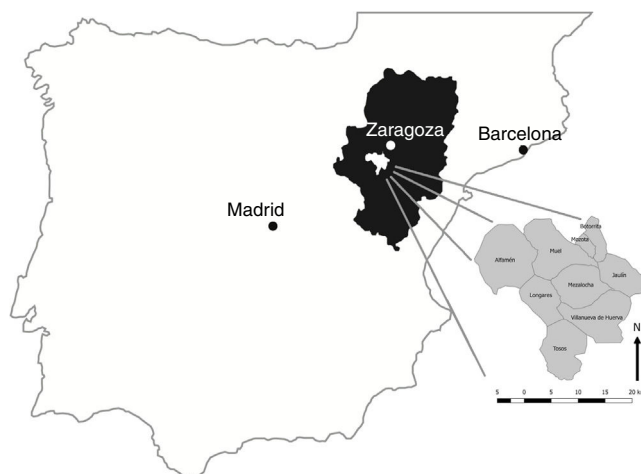 Zaragoza
Barcelona
Madrid
Botorrita
Mozota
Muel
Alfamén
Jaulín
Mezalocha
Longares
Villanueva de Huerva
Tosos
N
5 0 5 10 15 20 km